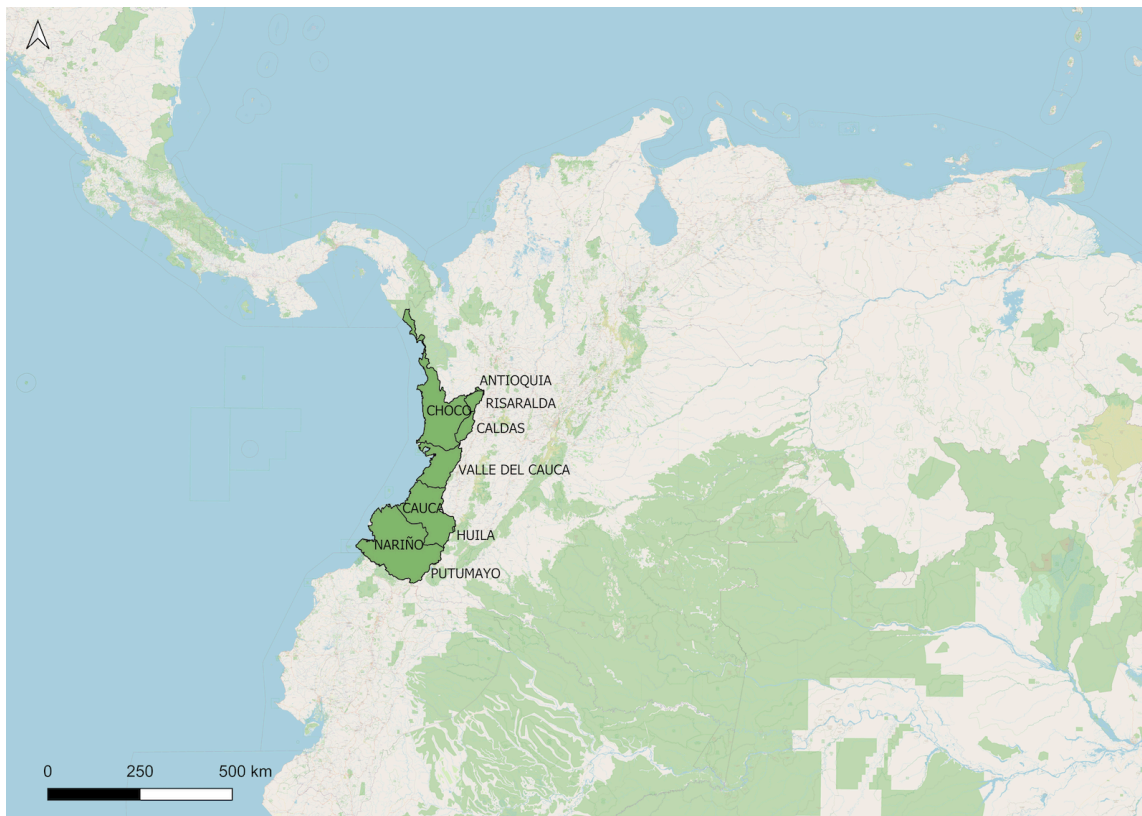 ANTIOQUIA
RISARALDA
CHOCO
CALDAS
VALLE DEL CAUCA
CAUCA
HUILA
NARIÑO
PUTUMAYO
0 250 500 km